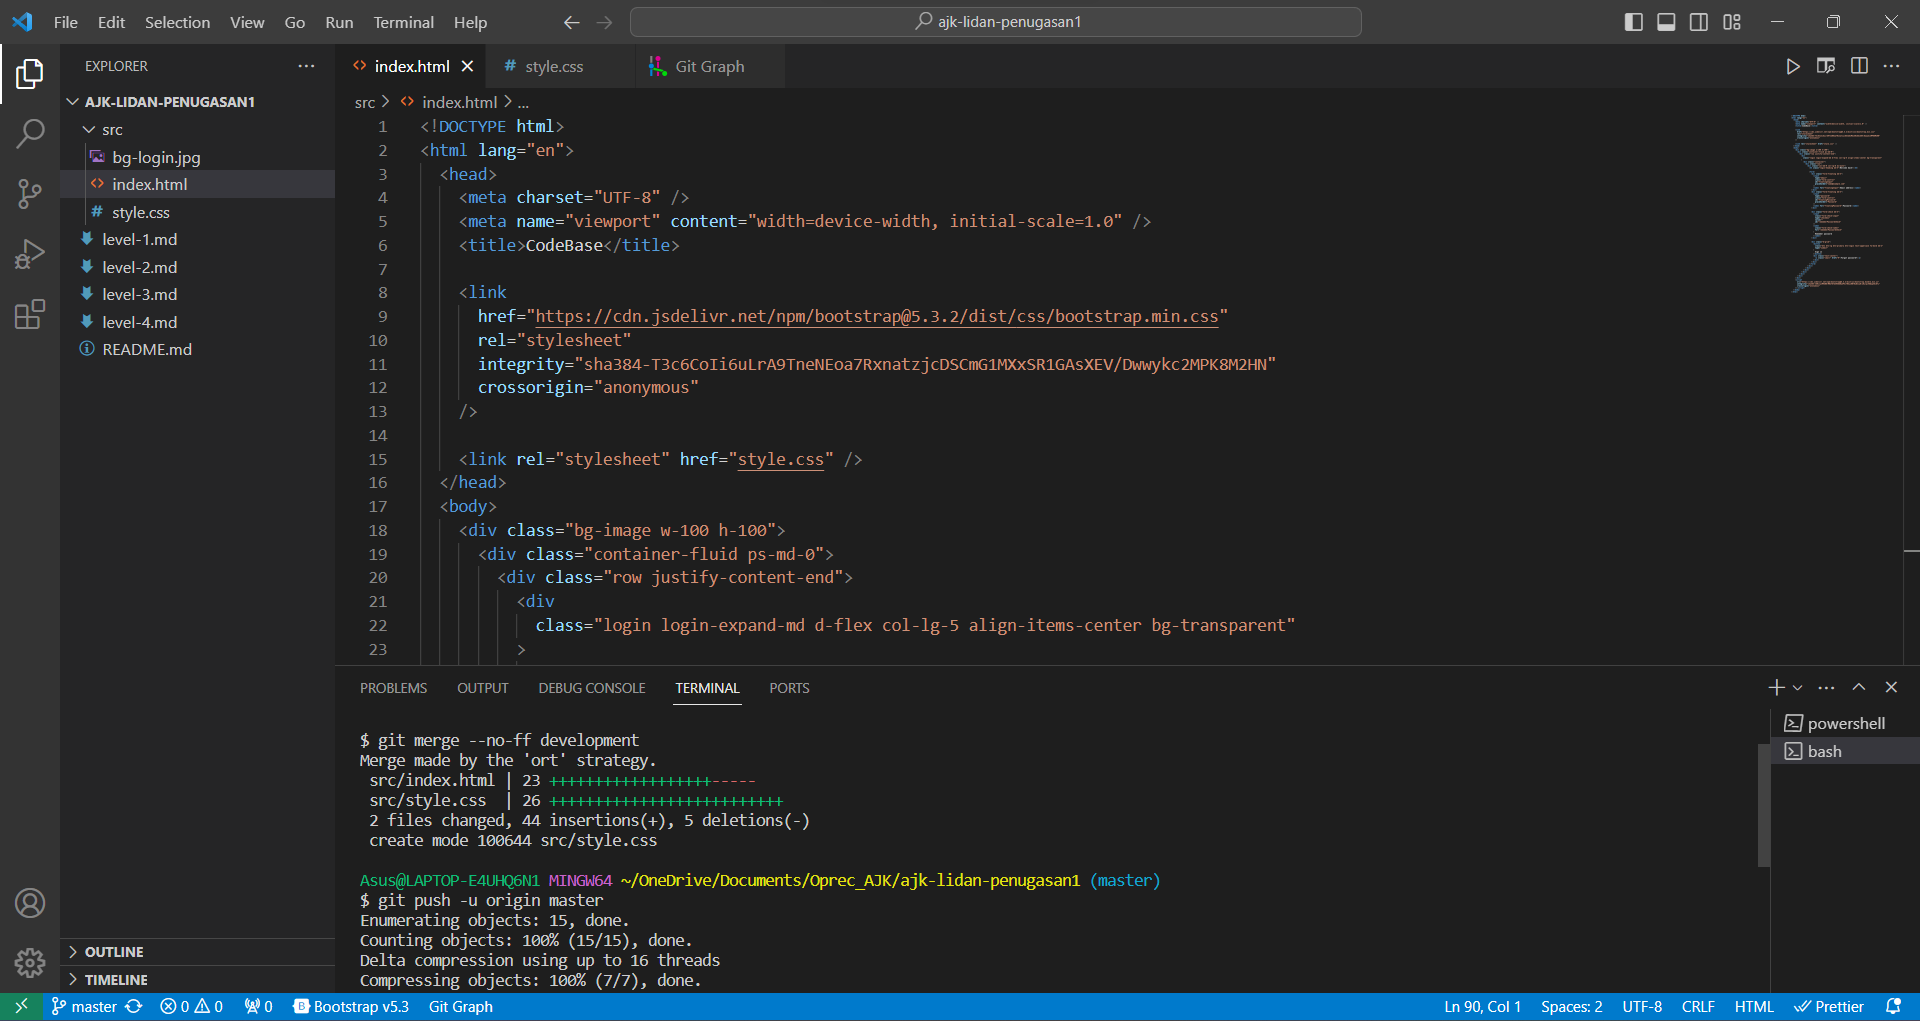 File Edit Selection View Go Run Terminal Help
ajk-lidan-penugasan1
EXPLORER
AJK-LIDAN-PENUGASAN1
src
bg-login.jpg
index.html
style.css
level-1.md
level-2.md
level-3.md
level-4.md
README.md
OUTLINE
TIMELINE
index.html style.css Git Graph
src > index.html > ...
1 <!DOCTYPE html>
2 <html lang="en">
3 <head>
4 <meta charset="UTF-8" />
5 <meta name="viewport" content="width=device-width, initial-scale=1.0" />
6 <title>CodeBase</title>
7
8 <link
9 href="https://cdn.jsdelivr.net/npm/bootstrap@5.3.2/dist/css/bootstrap.min.css"
10 rel="stylesheet"
11 integrity="sha384-T3c6CoIi6uLrA9TneNEoa7RxnatzjcDSCmG1MXxSR1GAsXEV/Dwwykc2MPK8M2HN"
12 crossorigin="anonymous"
13 />
14
15 <link rel="stylesheet" href="style.css" />
16 </head>
17 <body>
18 <div class="bg-image w-100 h-100">
19 <div class="container-fluid ps-md-0">
20 <div class="row justify-content-end">
21 <div
22 class="login login-expand-md d-flex col-lg-5 align-items-center bg-transparent"
23 >
PROBLEMS OUTPUT DEBUG CONSOLE TERMINAL PORTS
$ git merge --no-ff development
Merge made by the 'ort' strategy.
src/index.html | 23 ++++++++++++++++++-----
src/style.css | 26 ++++++++++++++++++++++++++
2 files changed, 44 insertions(+), 5 deletions(-)
create mode 100644 src/style.css
Asus@LAPTOP-E4UHQ6N1 MINGW64 ~/OneDrive/Documents/Oprec_AJK/ajk-lidan-penugasan1 (master)
$ git push -u origin master
Enumerating objects: 15, done.
Counting objects: 100% (15/15), done.
Delta compression using up to 16 threads
Compressing objects: 100% (7/7), done.
powershell
bash
master 0 0 0 Bootstrap v5.3 Git Graph Ln 90, Col 1 Spaces: 2 UTF-8 CRLF HTML Prettier